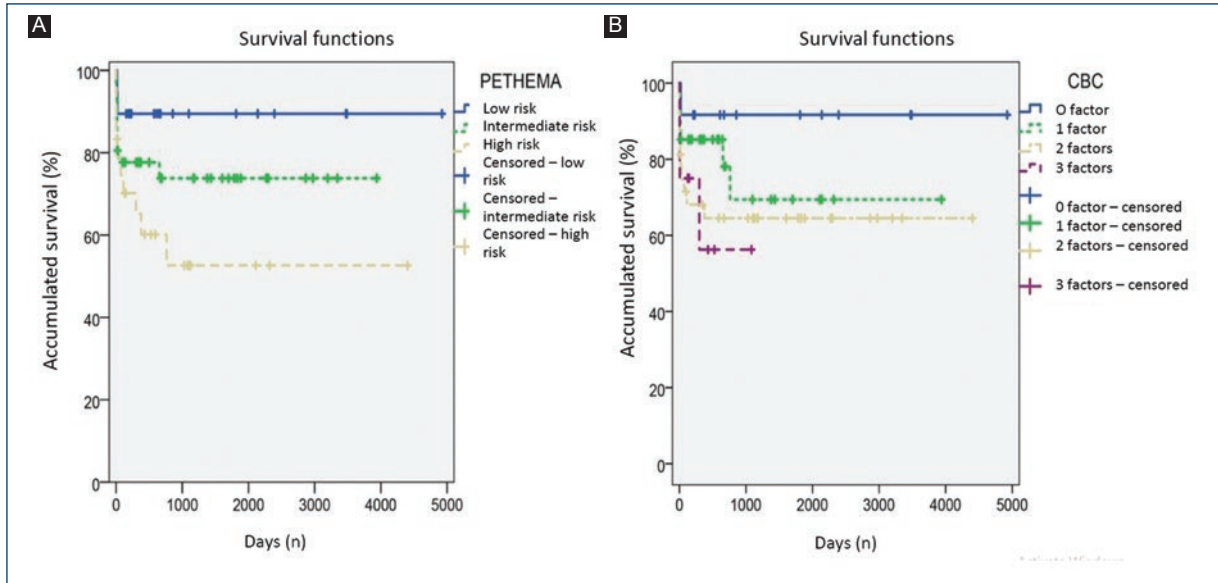 A
Survival functions
Accumulated survival (%)
100
80
60
40
20
0
0 1000 2000 3000 4000 5000
Days (n)
PETHEMA
Low risk
Intermediate risk
High risk
Censored – low
risk
Censored –
intermediate risk
Censored – high
risk
B
Survival functions
Accumulated survival (%)
100
80
60
40
20
0
0 1000 2000 3000 4000 5000
Days (n)
CBC
O factor
1 factor
2 factors
3 factors
0 factor – censored
1 factor – censored
2 factors – censored
3 factors – censored